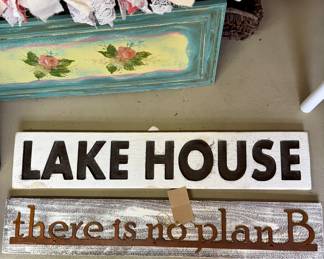 LAKE HOUSE
there is no plan B